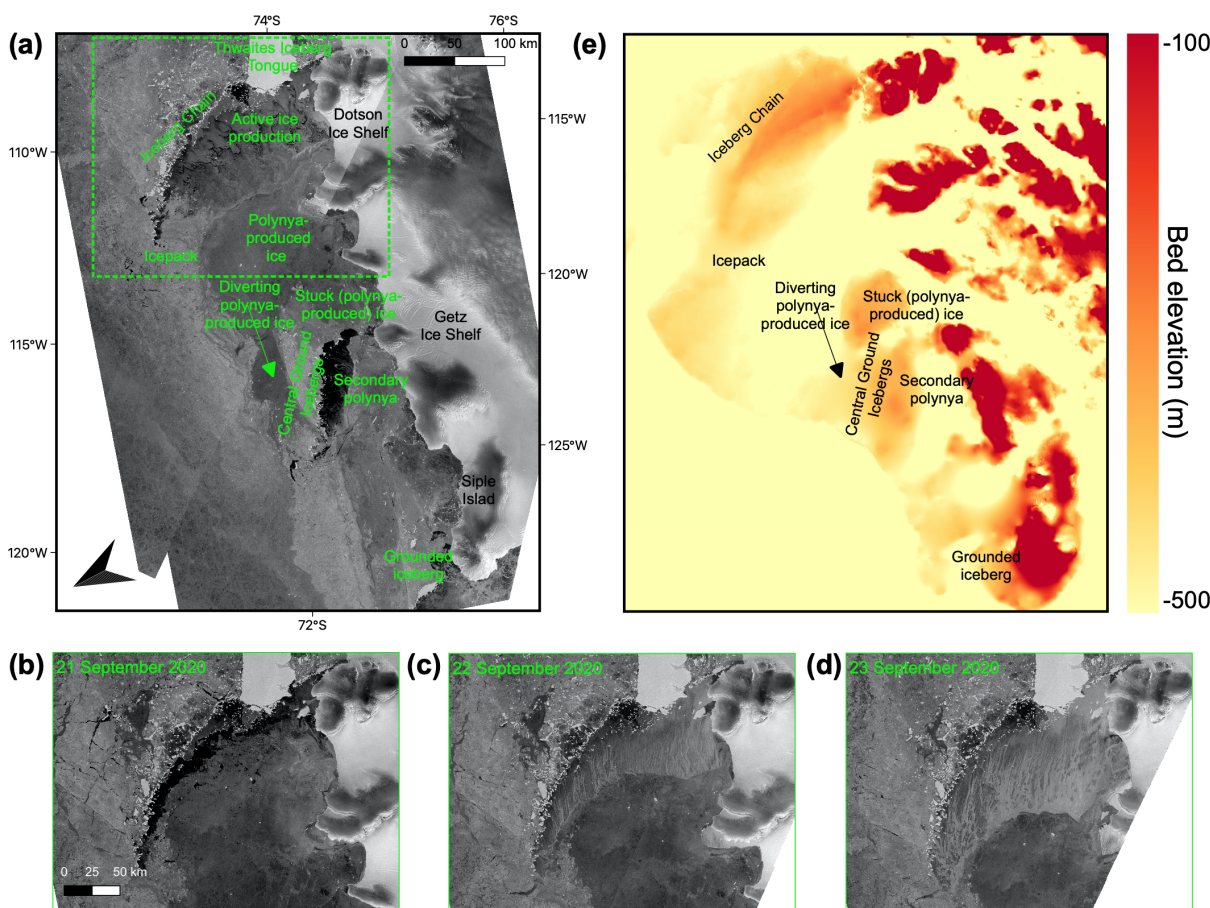 74°S
76°S
(a)
Thwaites Iceberg
Tongue
0
50
100 km
Iceberg Chain
Active ice
production
Dotson
Ice Shelf
115°W
110°W
Polynya-
produced
ice
Icepack
120°W
Diverting
polynya-
produced ice
Stuck (polynya-
produced) ice
Getz
Ice Shelf
115°W
Central Ground
Icebergs
Secondary
polynya
125°W
Siple
Islad
120°W
Grounded
iceberg
72°S
(e)
Iceberg Chain
Icepack
Diverting
polynya-
produced ice
Stuck (polynya-
produced) ice
Central Ground
Icebergs
Secondary
polynya
Grounded
iceberg
-100
Bed elevation (m)
-500
(b)
21 September 2020
0
25
50 km
(c)
22 September 2020
(d)
23 September 2020